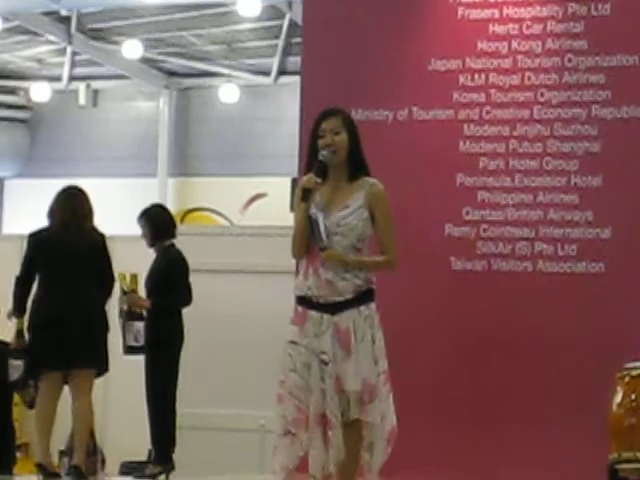 Frasers Hospitality Pte Ltd
Hertz Car Rental
Hong Kong Airlines
Japan National Tourism Organization
KLM Royal Dutch Airlines
Korea Tourism Organization
Ministry of Tourism and Creative Economy Republic
Modena Jinjihu Suzhou
Modena Putuo Shanghai
Park Hotel Group
Peninsula.Excelsior Hotel
Philippine Airlines
Qantas/British Airways
Remy Cointreau International
SilkAir (S) Pte Ltd
Taiwan Visitors Association